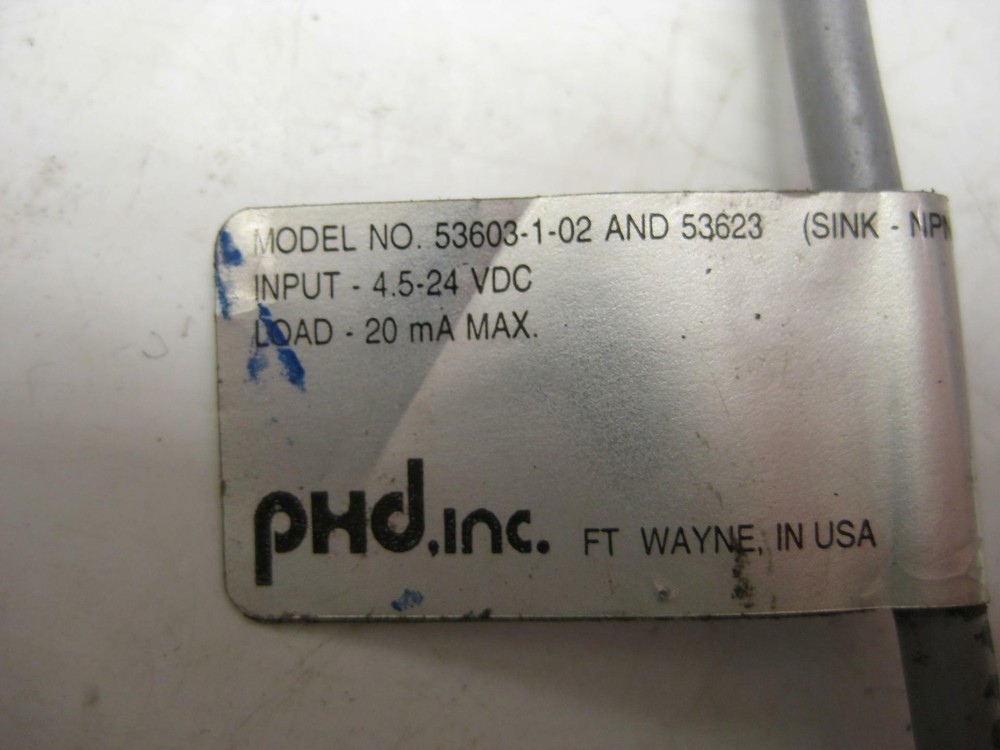 MODEL NO. 53603-1-02 AND 53623 (SINK - NPN
INPUT - 4.5-24 VDC
LOAD - 20 mA MAX.
PHd, inc. FT WAYNE, IN USA